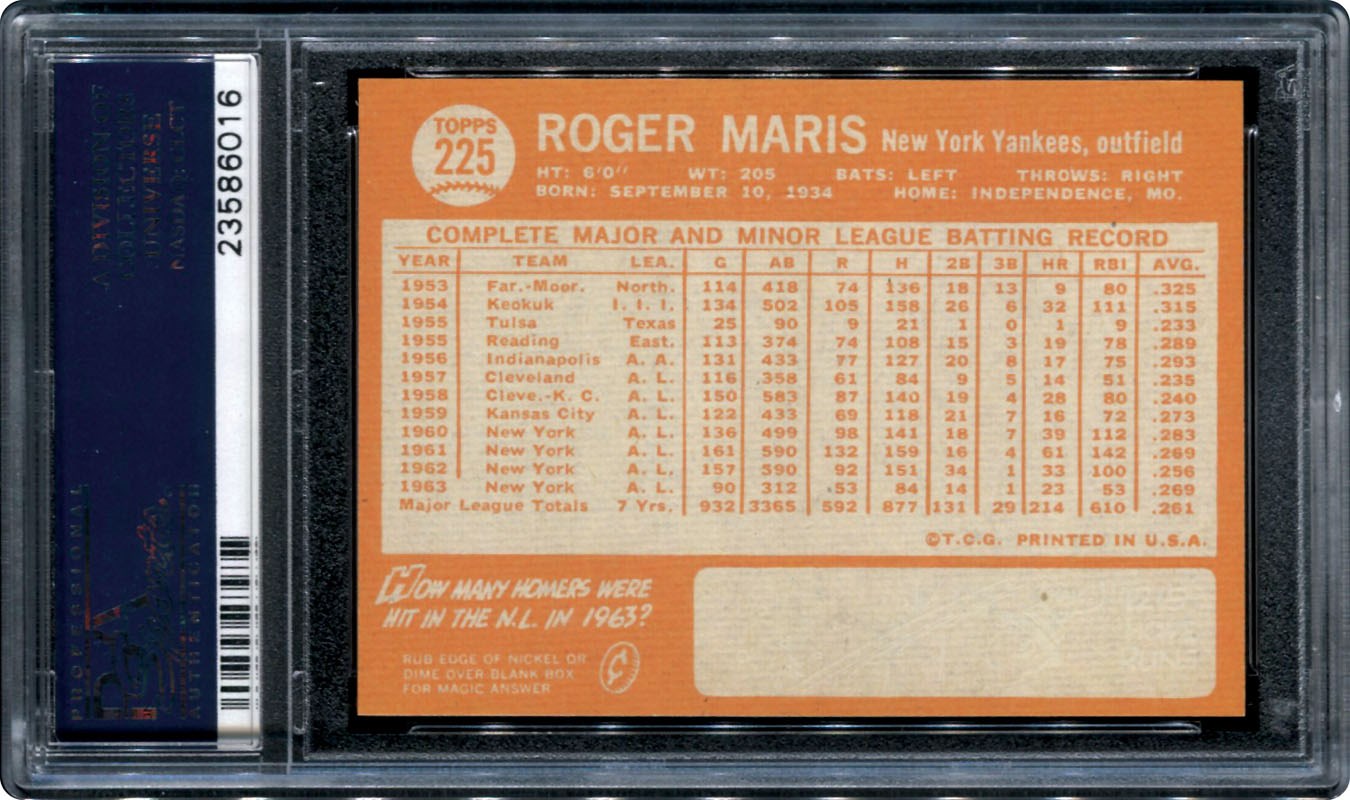 A DIVISION OF
COLLECTORS
UNIVERSE
NASDAQ: CLCT
23586016
PROFESSIONAL
PSA
AUTHENTICATOR
TOPPS
225
ROGER MARIS New York Yankees, outfield
HT: 6'0'' WT: 205 BATS: LEFT THROWS: RIGHT
BORN: SEPTEMBER 10, 1934 HOME: INDEPENDENCE, MO.
COMPLETE MAJOR AND MINOR LEAGUE BATTING RECORD
YEAR TEAM LEA. G AB R H 2B 3B HR RBI AVG.
1953 Far.-Moor. North. 114 418 74 136 18 13 9 80 .325
1954 Keokuk I. I. I. 134 502 105 158 26 6 32 111 .315
1955 Tulsa Texas 25 90 9 21 1 0 1 9 .233
1955 Reading East. 113 374 74 108 15 3 19 78 .289
1956 Indianapolis A. A. 131 433 77 127 20 8 17 75 .293
1957 Cleveland A. L. 116 358 61 84 9 5 14 51 .235
1958 Cleve.-K. C. A. L. 150 583 87 140 19 4 28 80 .240
1959 Kansas City A. L. 122 433 69 118 21 7 16 72 .273
1960 New York A. L. 136 499 98 141 18 7 39 112 .283
1961 New York A. L. 161 590 132 159 16 4 61 142 .269
1962 New York A. L. 157 590 92 151 34 1 33 100 .256
1963 New York A. L. 90 312 53 84 14 1 23 53 .269
Major League Totals 7 Yrs. 932 3365 592 877 131 29 214 610 .261
©T.C.G. PRINTED IN U.S.A.
HOW MANY HOMERS WERE
HIT IN THE N.L. IN 1963?
RUB EDGE OF NICKEL OR
DIME OVER BLANK BOX
FOR MAGIC ANSWER